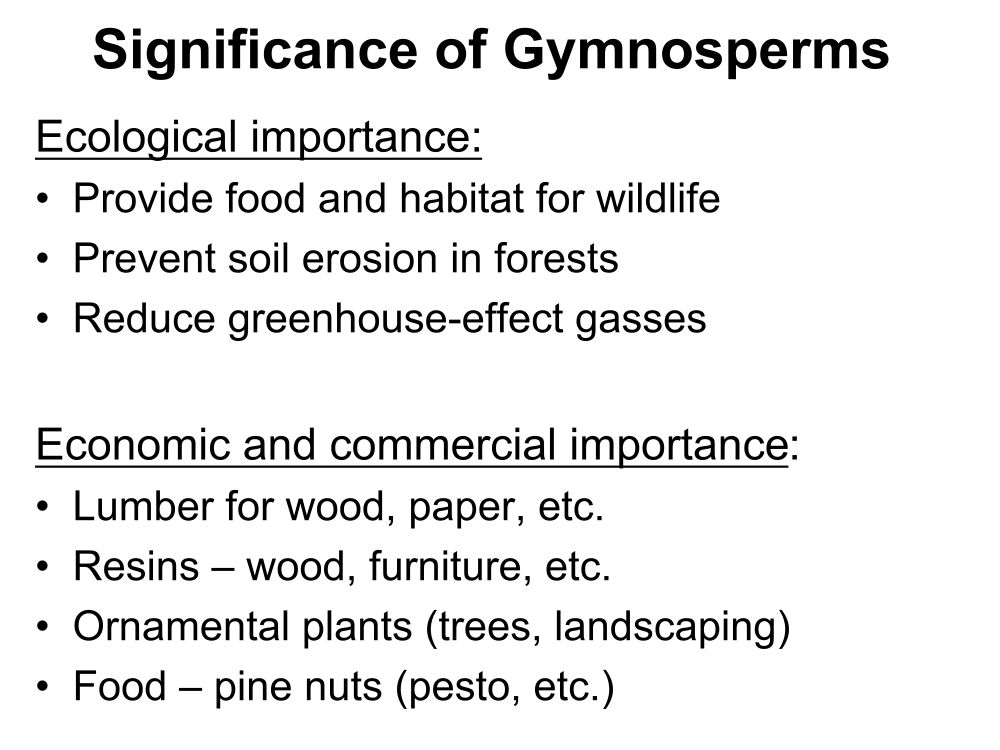 Significance of Gymnosperms
Ecological importance:
• Provide food and habitat for wildlife
• Prevent soil erosion in forests
• Reduce greenhouse-effect gasses
Economic and commercial importance:
• Lumber for wood, paper, etc.
• Resins – wood, furniture, etc.
• Ornamental plants (trees, landscaping)
• Food – pine nuts (pesto, etc.)